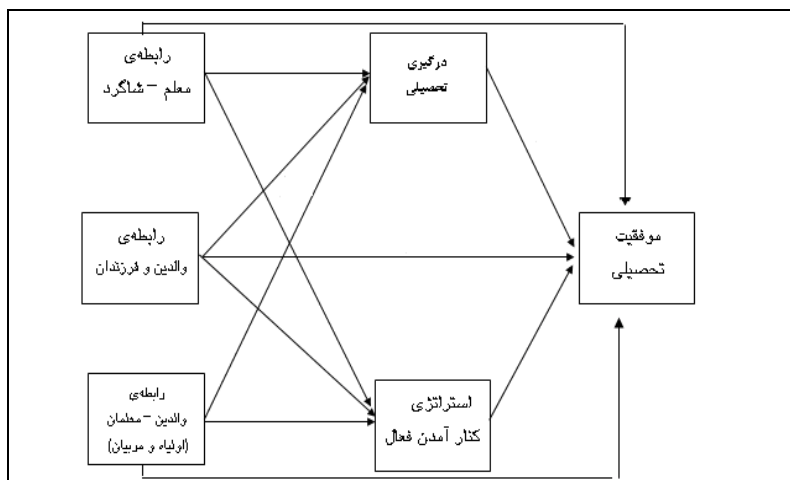 رابطه‌ی
معلم – شاگرد
درگیری
تحصیلی
رابطه‌ی
والدین و فرزندان
موفقیت
تحصیلی
رابطه‌ی
والدین – معلمان
(اولیاء و مربیان)
استراتژی
کنار آمدن فعال